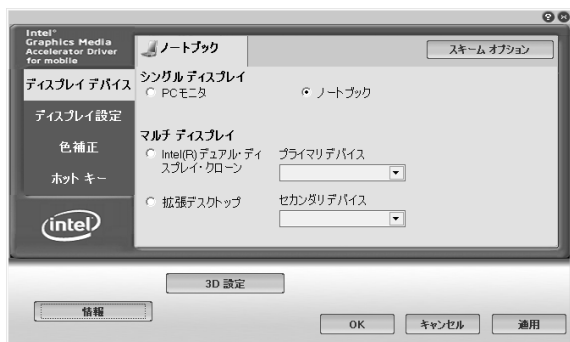 Intel®
Graphics Media
Accelerator Driver
for mobile
ノートブック
スキーム オプション
ディスプレイ デバイス
シングル ディスプレイ
PCモニタ
ノートブック
ディスプレイ設定
マルチ ディスプレイ
色補正
Intel(R) デュアル・ディ
スプレイ・クローン
プライマリ デバイス
ホット キー
拡張デスクトップ
セカンダリ デバイス
intel
3D 設定
情報
OK
キャンセル
適用